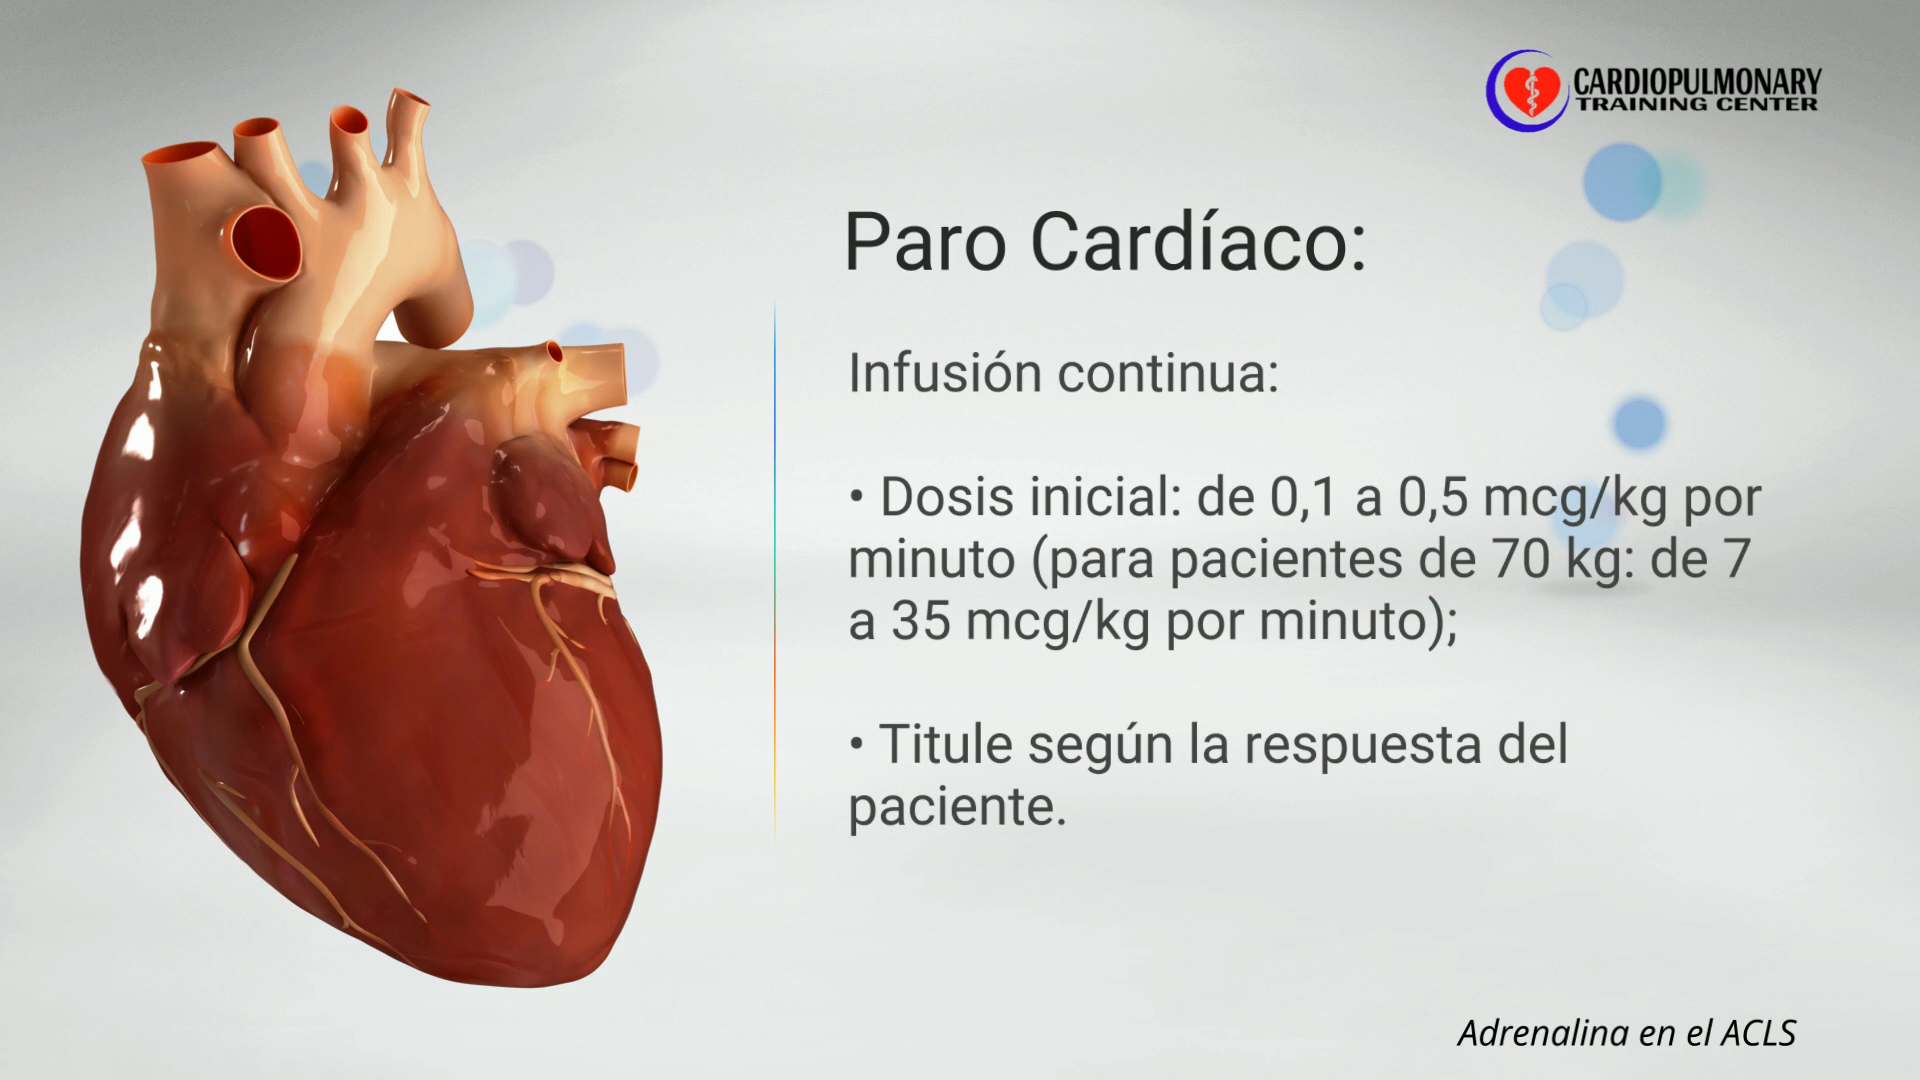 CARDIOPULMONARY
TRAINING CENTER
Paro Cardíaco:
Infusión continua:
• Dosis inicial: de 0,1 a 0,5 mcg/kg por
minuto (para pacientes de 70 kg: de 7
a 35 mcg/kg por minuto);
• Titule según la respuesta del
paciente.
Adrenalina en el ACLS